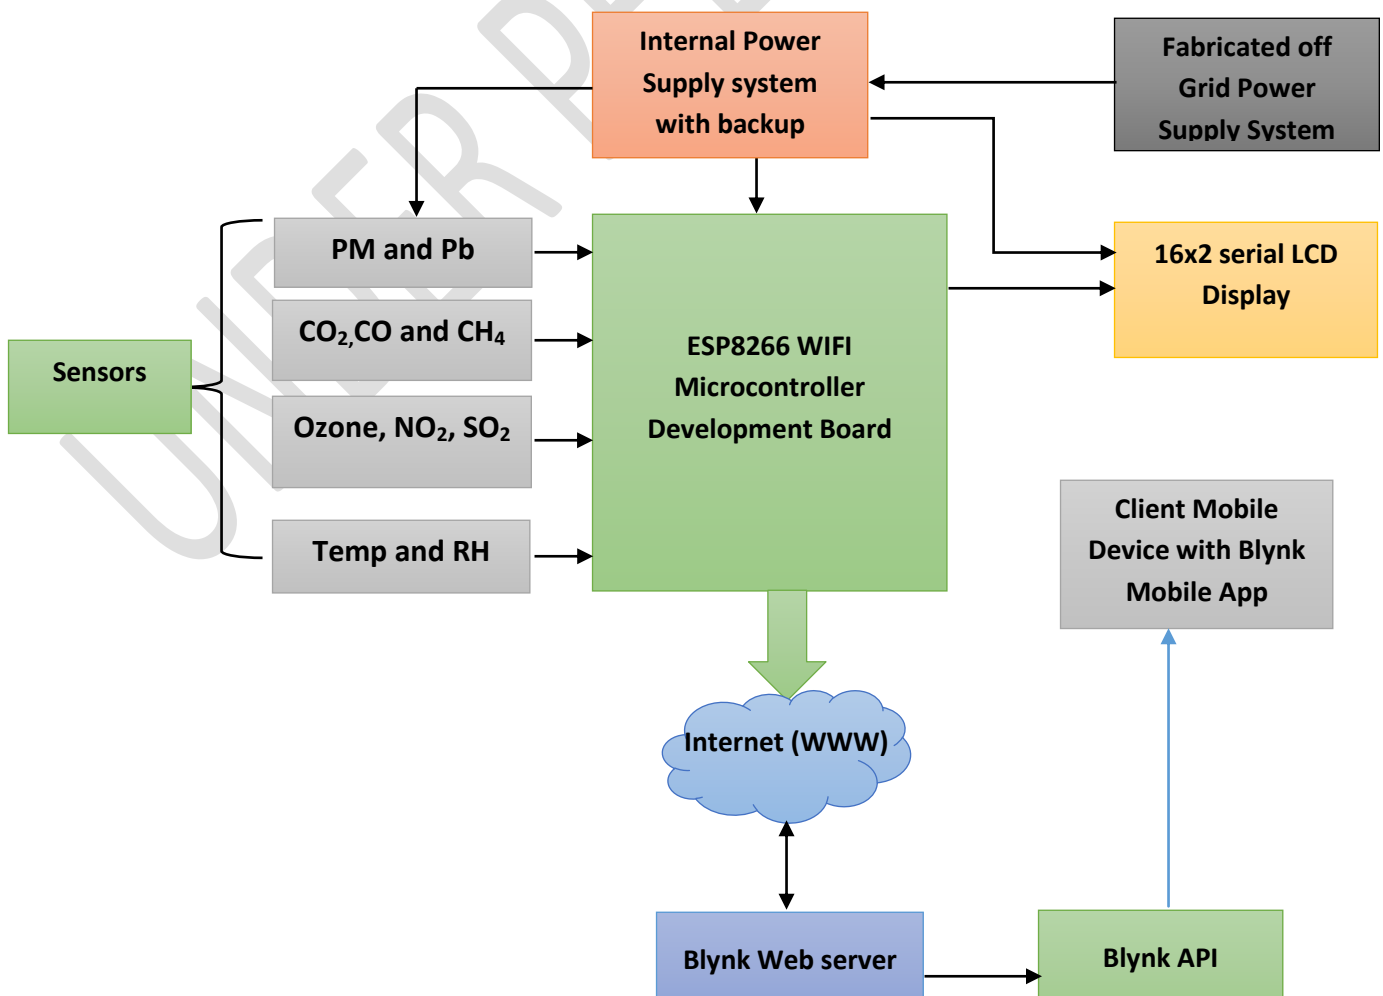 Internal Power
Supply system
with backup
Fabricated off
Grid Power
Supply System
PM and Pb
CO₂,CO and CH₄
Sensors
Ozone, NO₂, SO₂
Temp and RH
ESP8266 WIFI
Microcontroller
Development Board
16x2 serial LCD
Display
Client Mobile
Device with Blynk
Mobile App
Internet (WWW)
Blynk Web server
Blynk API